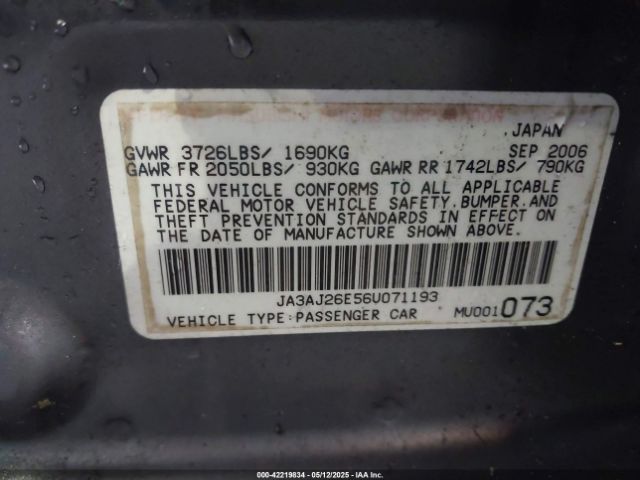 CORPORATION
JAPAN
GVWR 3726LBS/ 1690KG SEP 2006
GAWR FR 2050LBS/ 930KG GAWR RR 1742LBS/ 790KG
THIS VEHICLE CONFORMS TO ALL APPLICABLE
FEDERAL MOTOR VEHICLE SAFETY, BUMPER, AND
THEFT PREVENTION STANDARDS IN EFFECT ON
THE DATE OF MANUFACTURE SHOWN ABOVE.
JA3AJ26E56U071193
VEHICLE TYPE:PASSENGER CAR MU001073
000-42219834 - 05/12/2025 - IAA Inc.